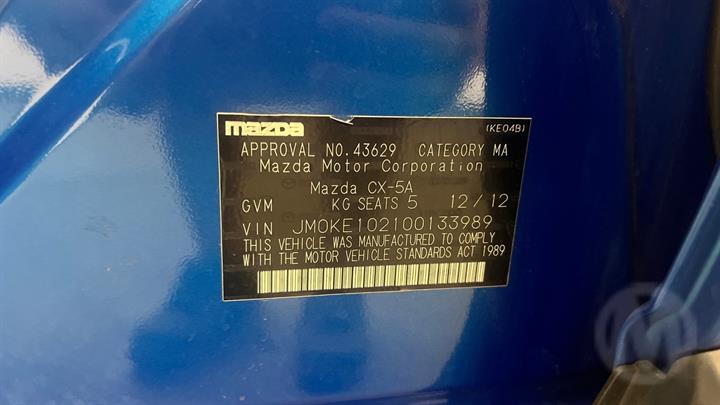 mazda (KE04B)
APPROVAL NO. 43629 CATEGORY MA
Mazda Motor Corporation
Mazda CX-5A
GVM KG SEATS 5 12/12
VIN JM0KE102100133989
THIS VEHICLE WAS MANUFACTURED TO COMPLY
WITH THE MOTOR VEHICLE STANDARDS ACT 1989
M